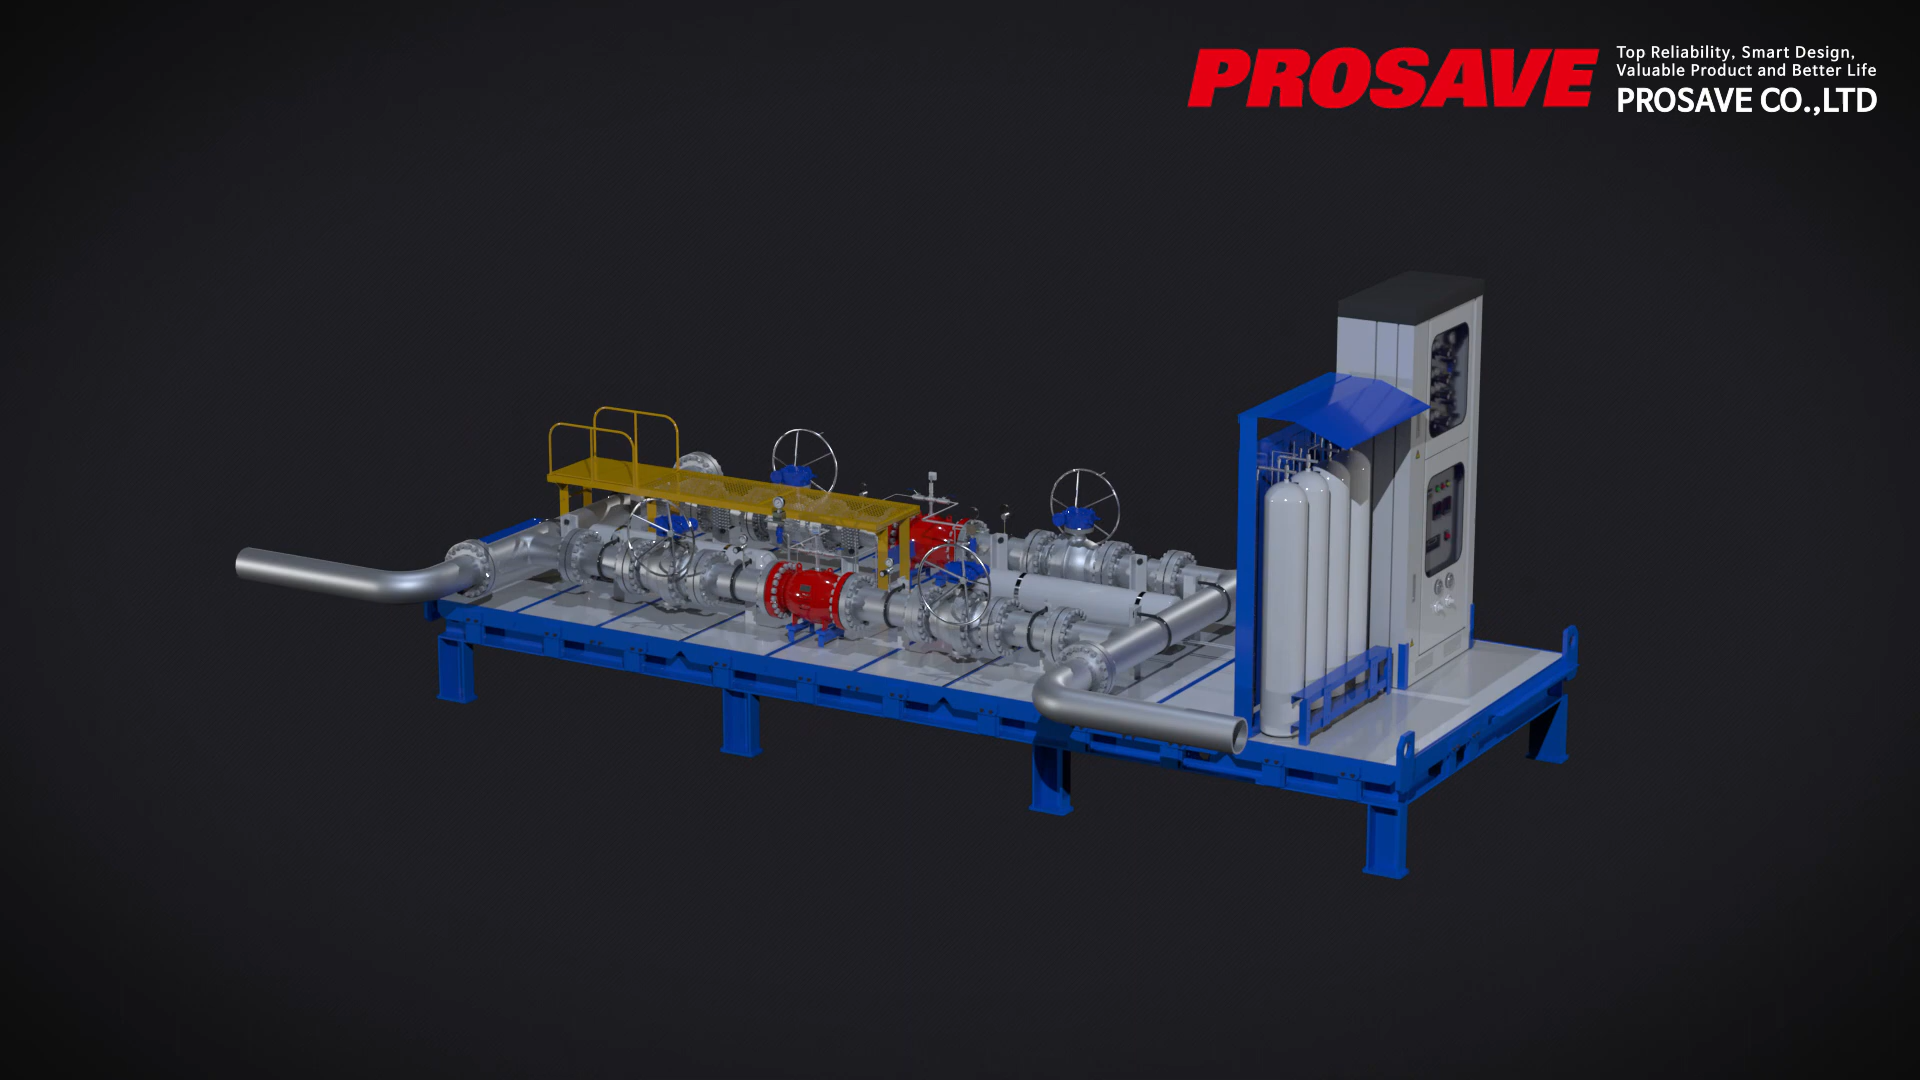 PROSAVE
Top Reliability, Smart Design,
Valuable Product and Better Life
PROSAVE CO.,LTD